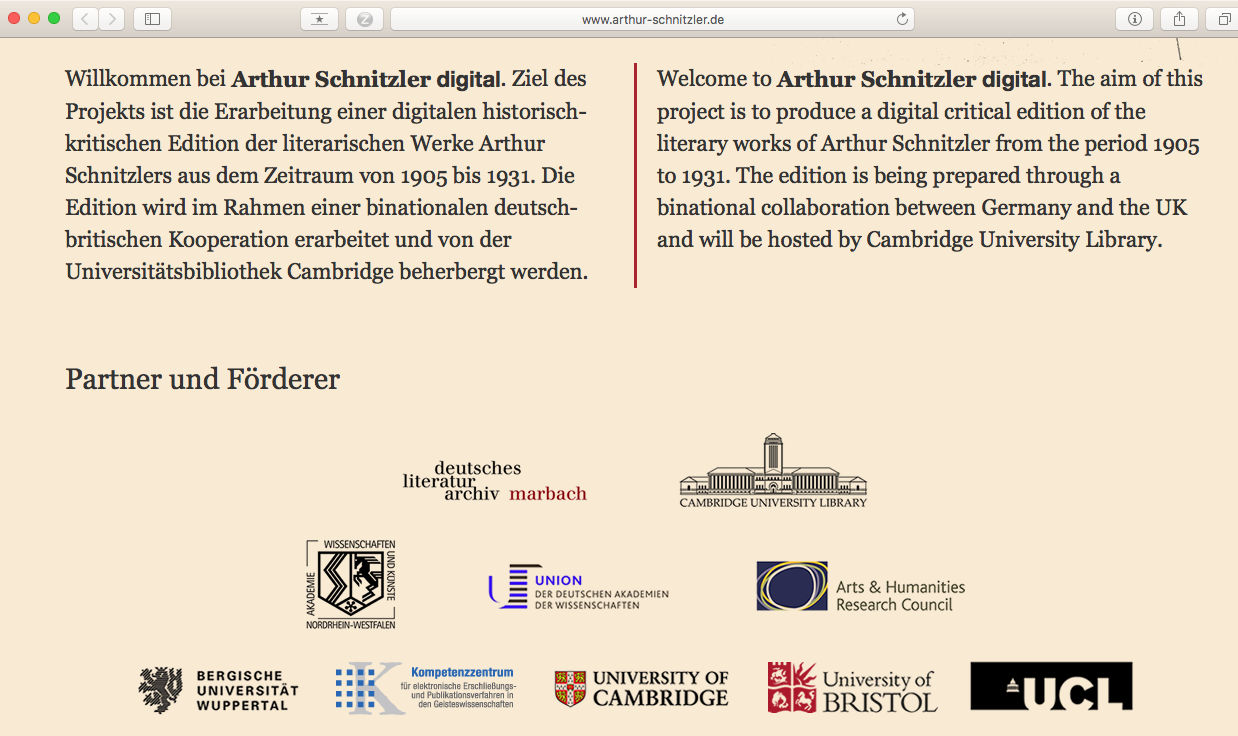 www.arthur-schnitzler.de
Willkommen bei Arthur Schnitzler digital. Ziel des
Projekts ist die Erarbeitung einer digitalen historisch-
kritischen Edition der literarischen Werke Arthur
Schnitzlers aus dem Zeitraum von 1905 bis 1931. Die
Edition wird im Rahmen einer binationalen deutsch-
britischen Kooperation erarbeitet und von der
Universitätsbibliothek Cambridge beherbergt werden.
Welcome to Arthur Schnitzler digital. The aim of this
project is to produce a digital critical edition of the
literary works of Arthur Schnitzler from the period 1905
to 1931. The edition is being prepared through a
binational collaboration between Germany and the UK
and will be hosted by Cambridge University Library.
Partner und Förderer
deutsches
literatur
archiv marbach
CAMBRIDGE UNIVERSITY LIBRARY
AKADEMIE
WISSENSCHAFTEN
UND KÜNSTE
NORDRHEIN-WESTFALEN
UNION
DER DEUTSCHEN AKADEMIEN
DER WISSENSCHAFTEN
Arts & Humanities
Research Council
BERGISCHE
UNIVERSITÄT
WUPPERTAL
K
Kompetenzzentrum
für elektronische Erschließungs-
und Publikationsverfahren in
den Geisteswissenschaften
UNIVERSITY OF
CAMBRIDGE
University of
BRISTOL
UCL